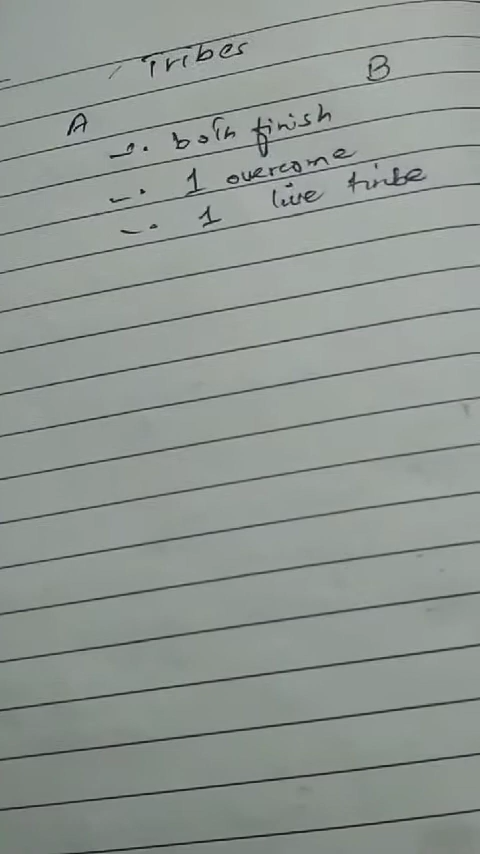 Tribes
A B
-. both finish
-. 1 overcome
-. 1 live tribe